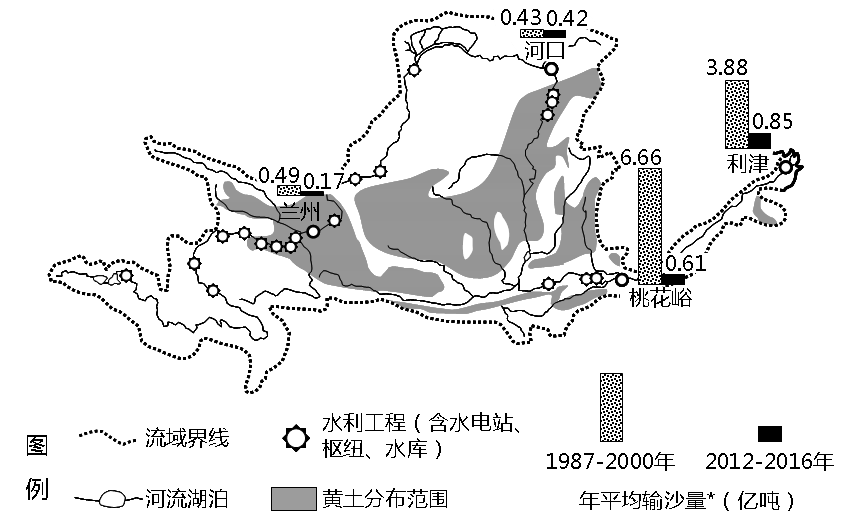 0.43 0.42
河口
3.88
0.85
利津
6.66
0.49 0.17
兰州
0.61
桃花峪
图例
流域界线
水利工程（含水电站、
枢纽、水库）
1987-2000年
2012-2016年
河流湖泊
黄土分布范围
年平均输沙量*（亿吨）